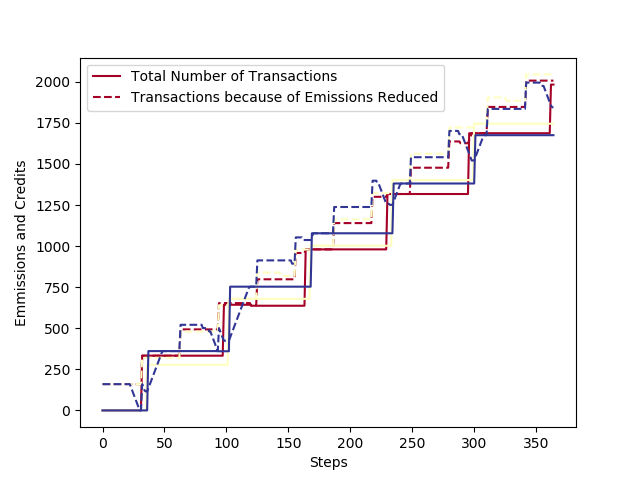 Total Number of Transactions
Transactions because of Emissions Reduced
2000
1750
1500
1250
1000
750
500
250
0
Emmissions and Credits
0 50 100 150 200 250 300 350
Steps